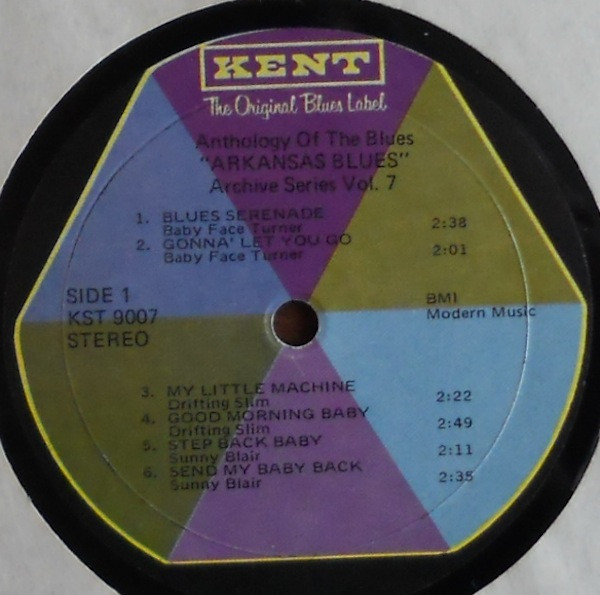 KENT
The Original Blues Label
Anthology Of The Blues
"ARKANSAS BLUES"
Archive Series Vol. 7
1. BLUES SERENADE
Baby Face Turner 2:38
2. GONNA' LET YOU GO
Baby Face Turner 2:01
SIDE 1
KST 9007
STEREO
BMI
Modern Music
3. MY LITTLE MACHINE
Drifting Slim 2:22
4. GOOD MORNING BABY
Drifting Slim 2:49
5. STEP BACK BABY
Sunny Blair 2:11
6. SEND MY BABY BACK
Sunny Blair 2:35